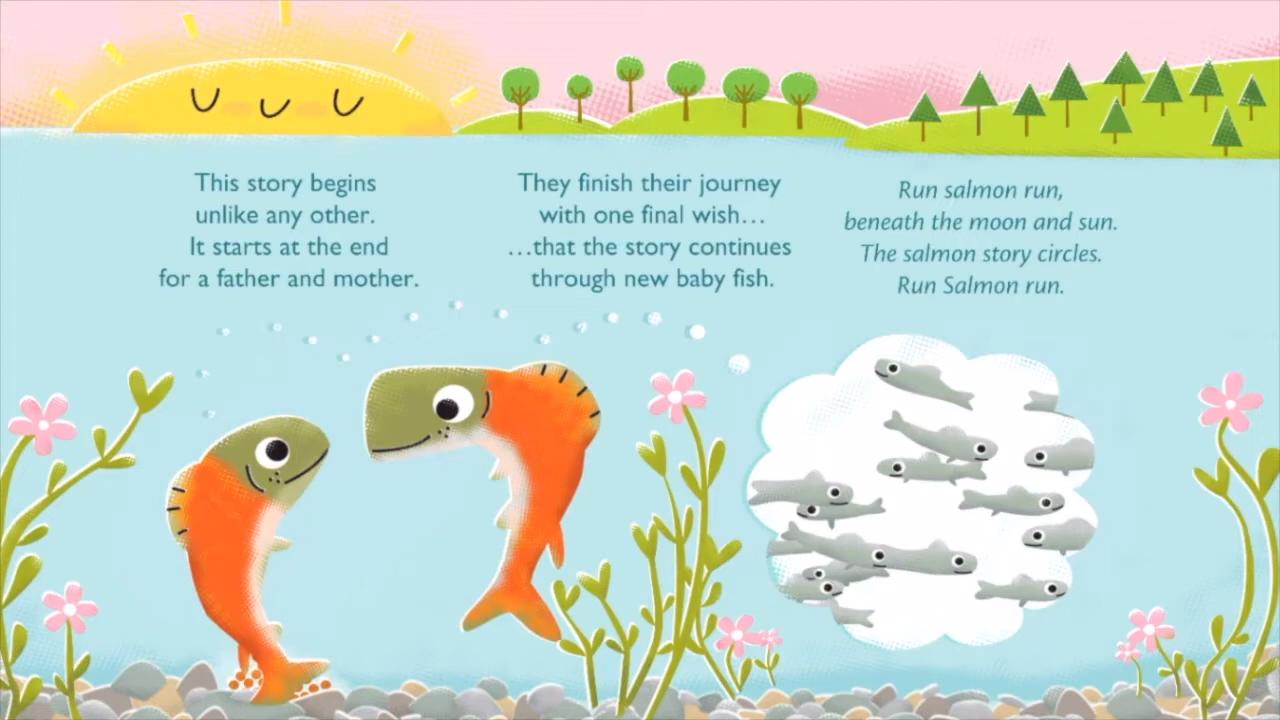 This story begins
unlike any other.
It starts at the end
for a father and mother.
They finish their journey
with one final wish…
…that the story continues
through new baby fish.
Run salmon run,
beneath the moon and sun.
The salmon story circles.
Run Salmon run.